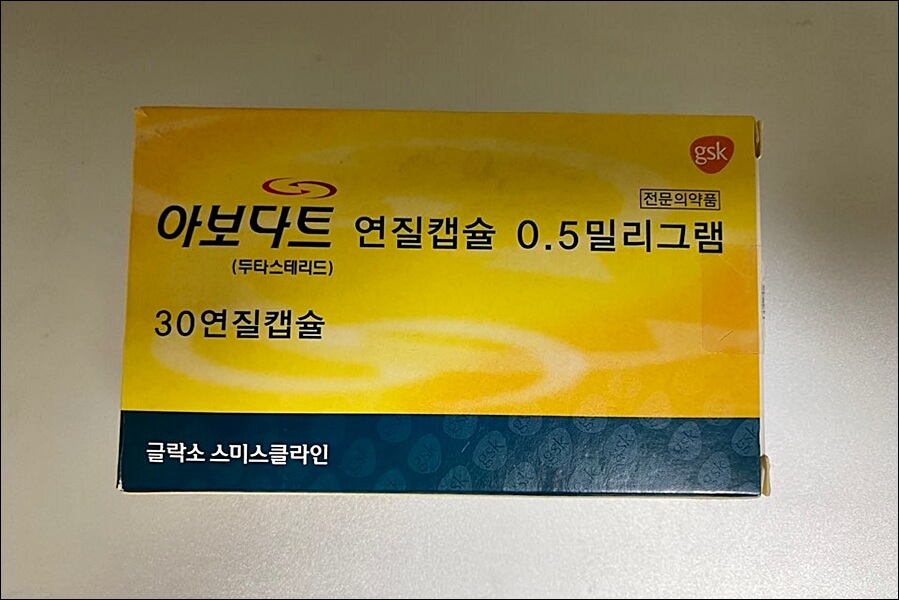 gsk
전문의약품
아보다트 연질캡슐 0.5밀리그램
(두타스테리드)
30연질캡슐
글락소 스미스클라인